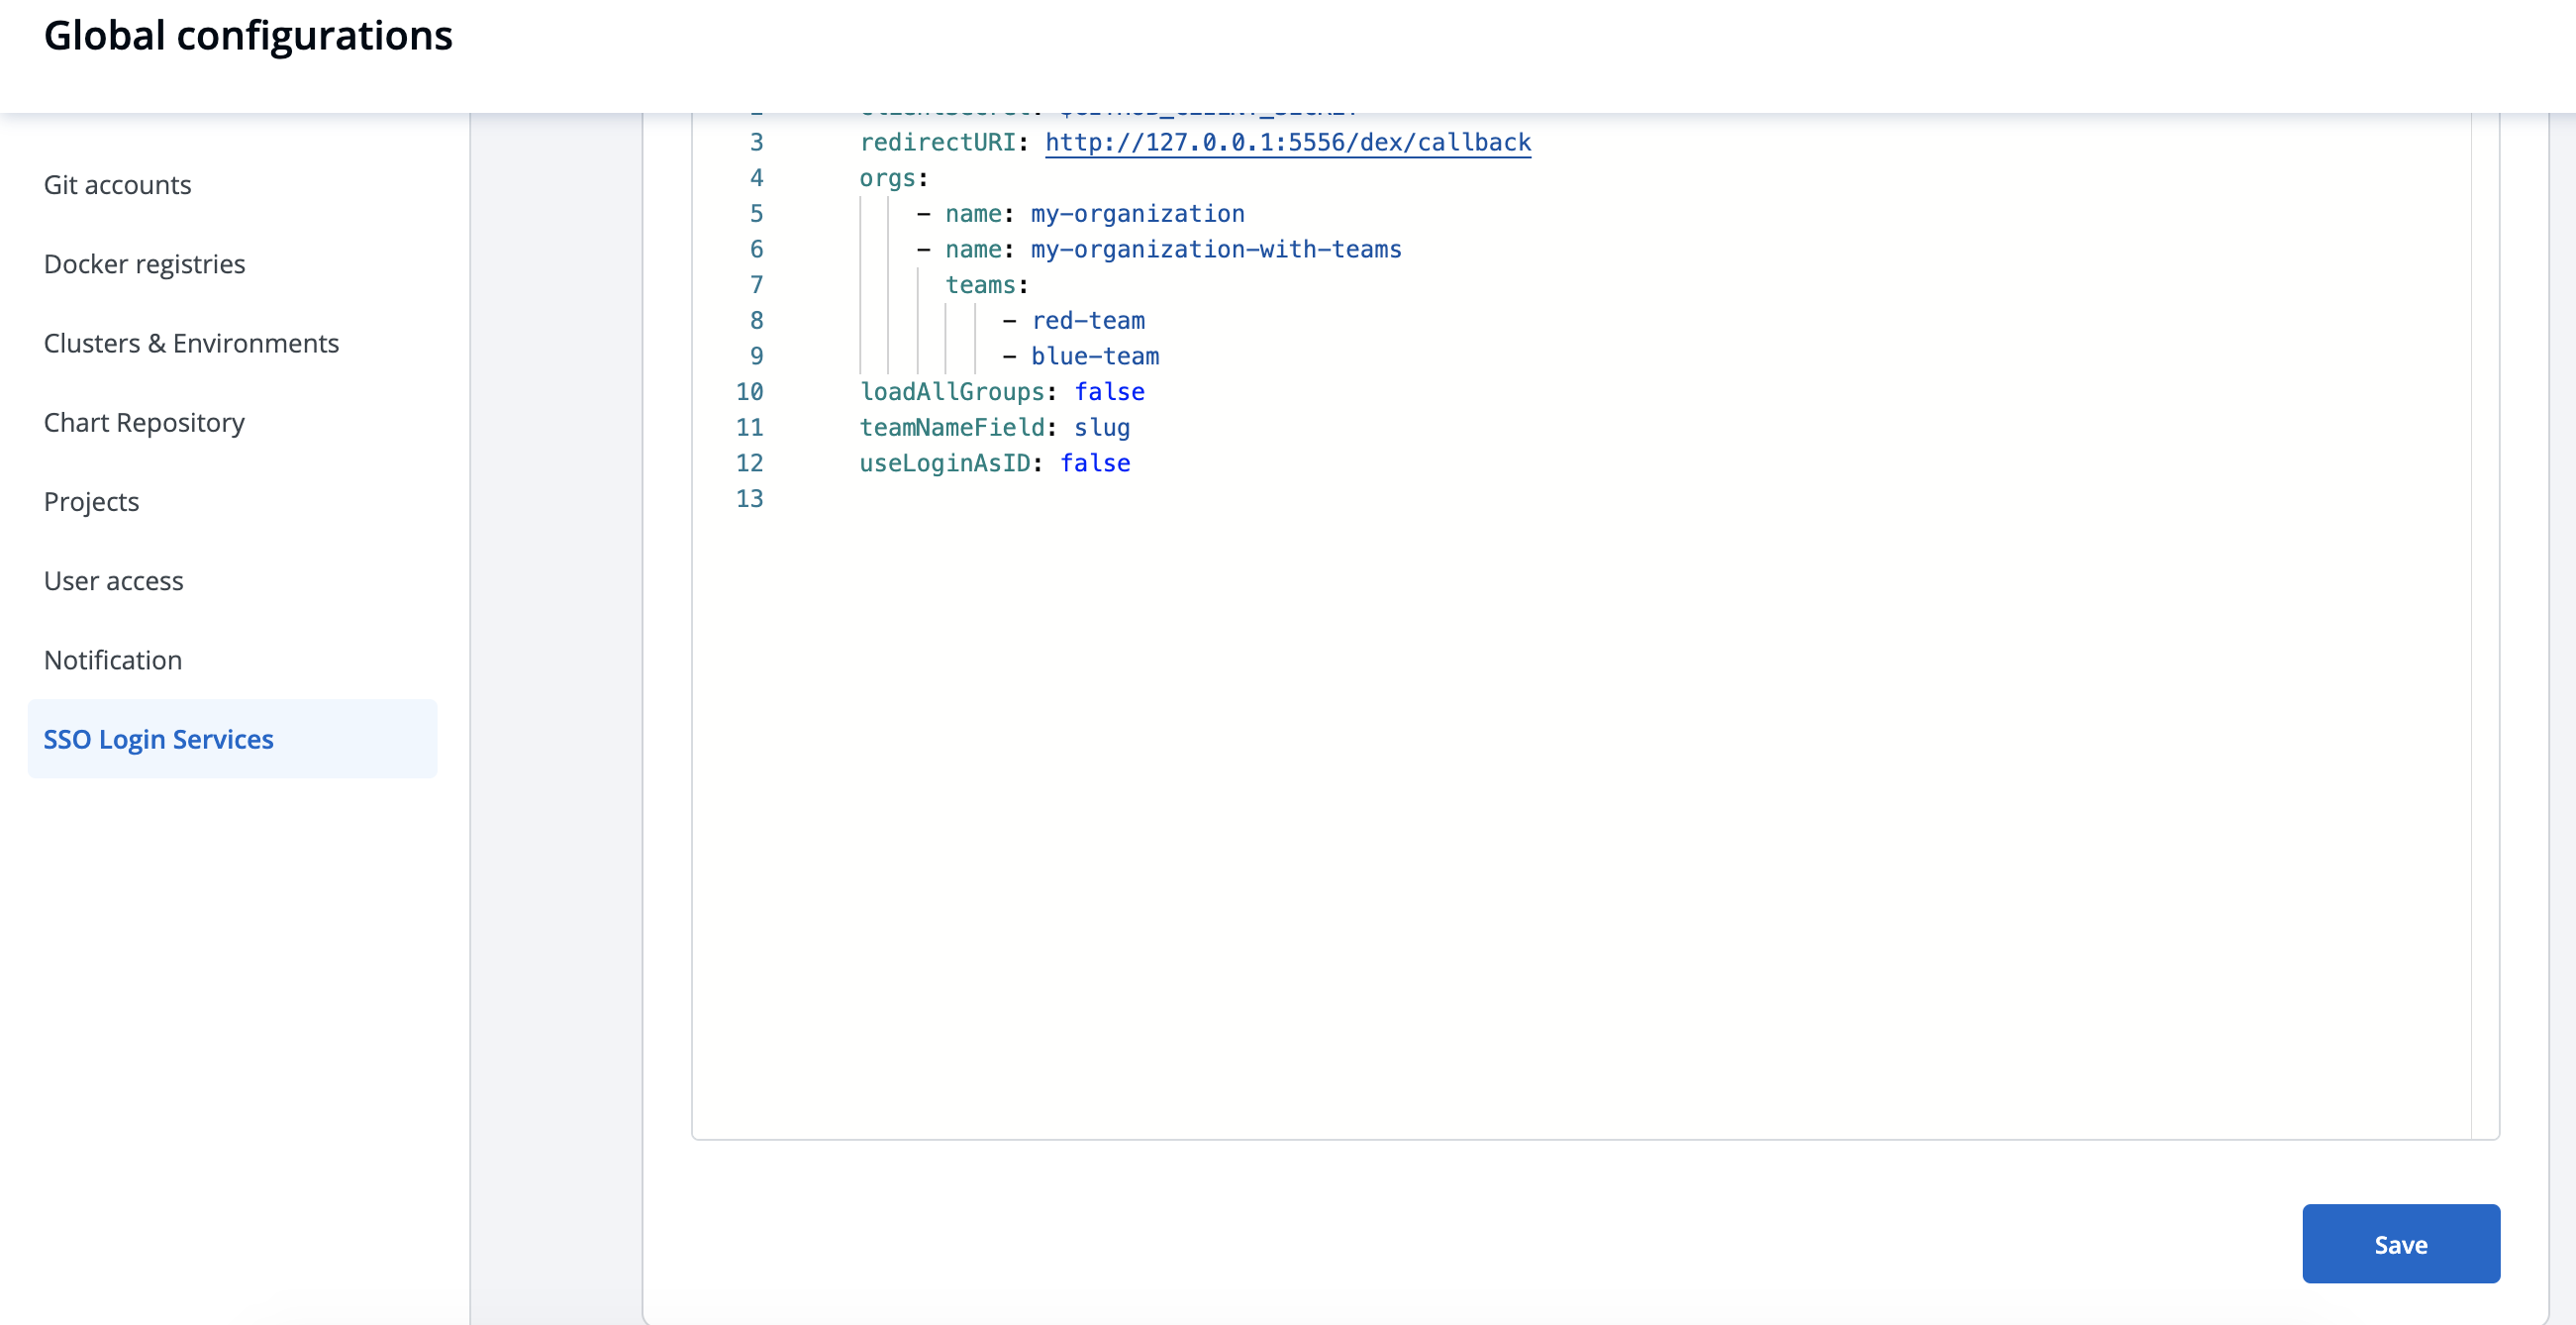 Global configurations
Git accounts
Docker registries
Clusters & Environments
Chart Repository
Projects
User access
Notification
SSO Login Services
3 redirectURI: http://127.0.0.1:5556/dex/callback
4 orgs:
5 - name: my-organization
6 - name: my-organization-with-teams
7 teams:
8 - red-team
9 - blue-team
10 loadAllGroups: false
11 teamNameField: slug
12 useLoginAsID: false
13
Save